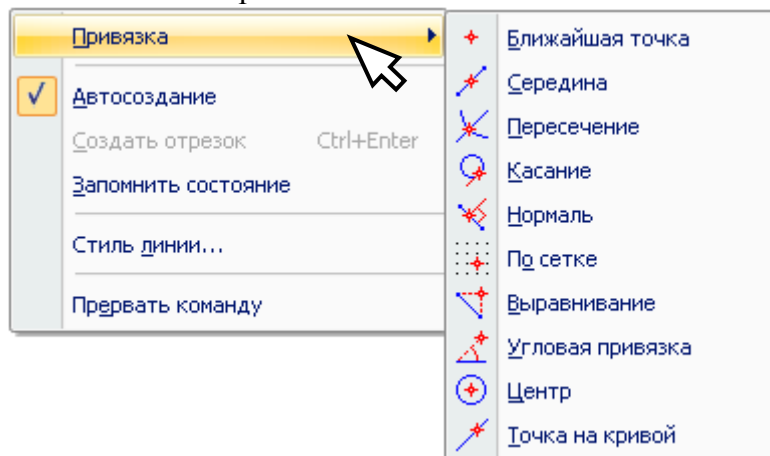 Привязка
Автосоздание
Создать отрезок Ctrl+Enter
Запомнить состояние
Стиль линии...
Прервать команду
Ближайшая точка
Середина
Пересечение
Касание
Нормаль
По сетке
Выравнивание
Угловая привязка
Центр
Точка на кривой